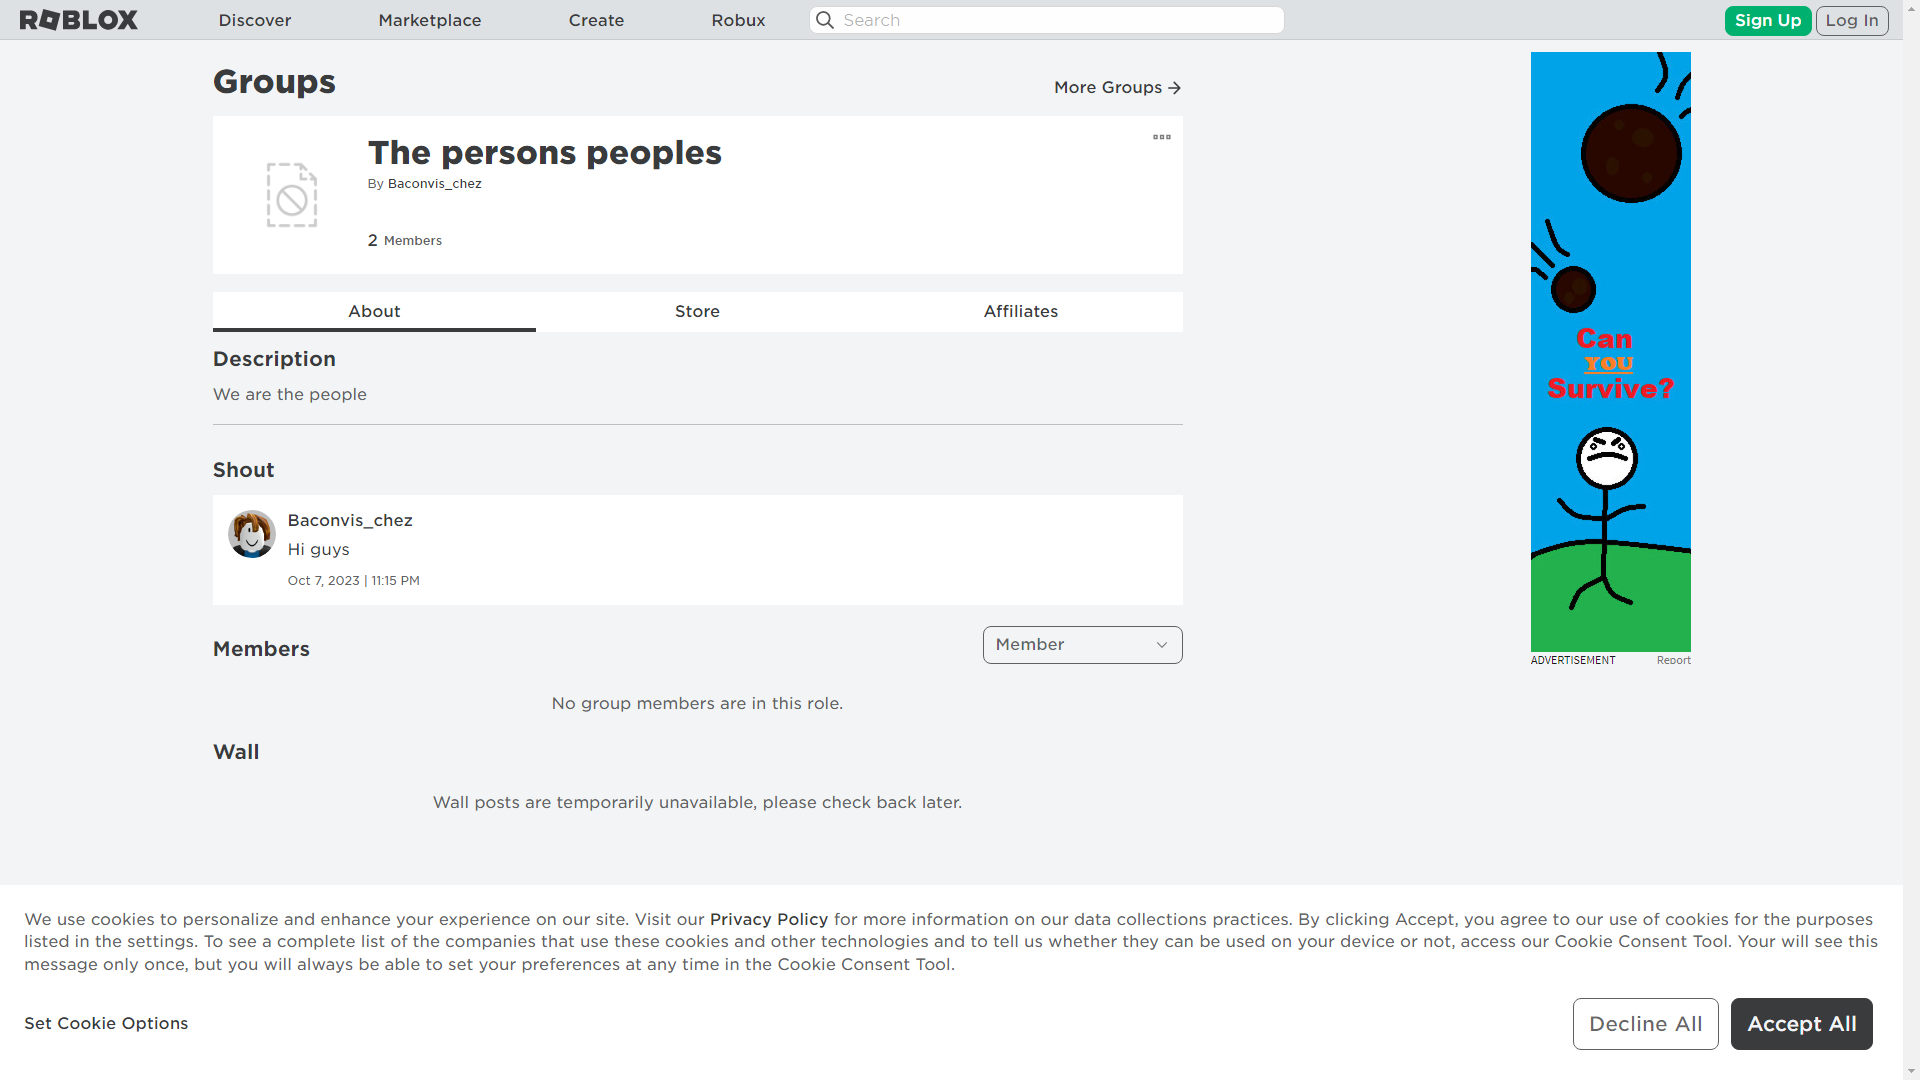 ROBLOX
Discover
Marketplace
Create
Robux
Search
Sign Up
Log In
Groups
More Groups
The persons peoples
By Baconvis_chez
2 Members
About
Store
Affiliates
Description
We are the people
Shout
Baconvis_chez
Hi guys
Oct 7, 2023 | 11:15 PM
Members
Member
No group members are in this role.
Wall
Wall posts are temporarily unavailable, please check back later.
Can
YOU
Survive?
ADVERTISEMENT
Report
We use cookies to personalize and enhance your experience on our site. Visit our Privacy Policy for more information on our data collections practices. By clicking Accept, you agree to our use of cookies for the purposes
listed in the settings. To see a complete list of the companies that use these cookies and other technologies and to tell us whether they can be used on your device or not, access our Cookie Consent Tool. Your will see this
message only once, but you will always be able to set your preferences at any time in the Cookie Consent Tool.
Set Cookie Options
Decline All
Accept All